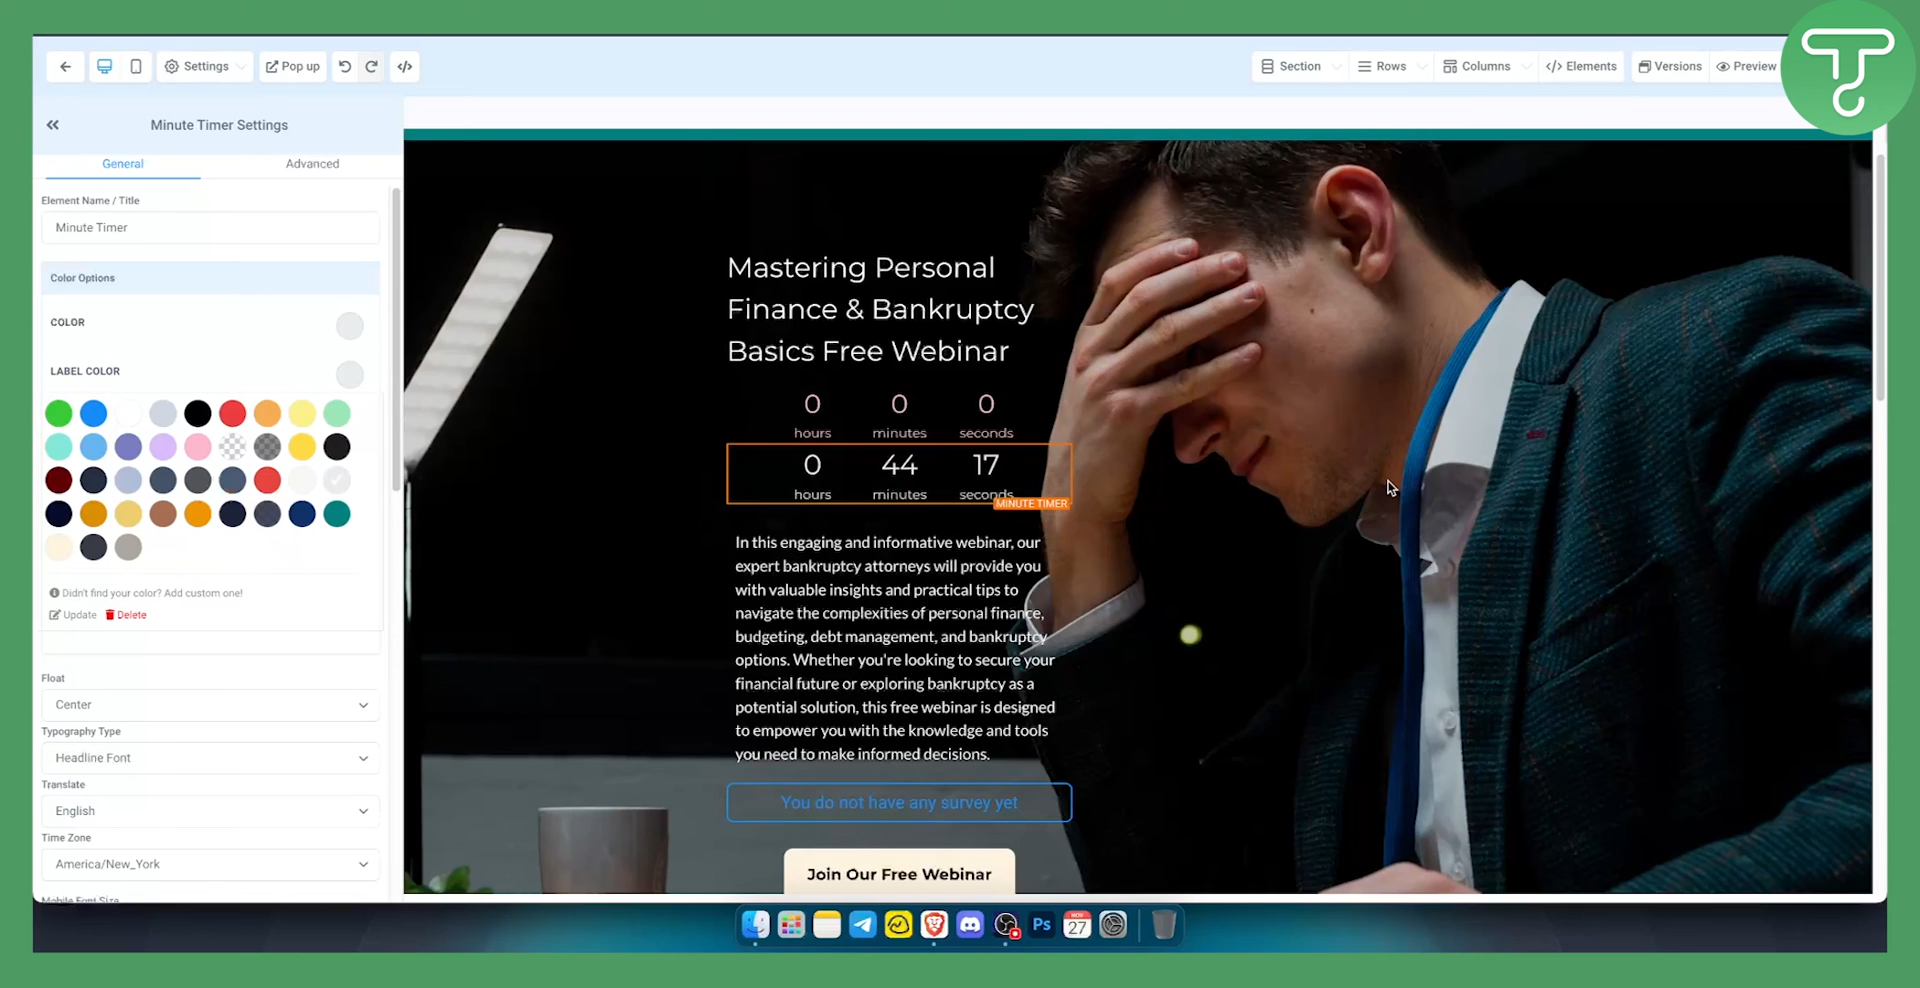 Settings
Pop up
Section
Rows
Columns
Elements
Versions
Preview
Minute Timer Settings
General
Advanced
Element Name / Title
Minute Timer
Color Options
COLOR
LABEL COLOR
Didn't find your color? Add custom one!
Update
Delete
Float
Center
Typography Type
Headline Font
Translate
English
Time Zone
America/New_York
Mobile Font Size
Mastering Personal
Finance & Bankruptcy
Basics Free Webinar
0 0 0
hours minutes seconds
0 44 17
hours minutes seconds
MINUTE TIMER
In this engaging and informative webinar, our
expert bankruptcy attorneys will provide you
with valuable insights and practical tips to
navigate the complexities of personal finance,
budgeting, debt management, and bankruptcy
options. Whether you're looking to secure your
financial future or exploring bankruptcy as a
potential solution, this free webinar is designed
to empower you with the knowledge and tools
you need to make informed decisions.
You do not have any survey yet
Join Our Free Webinar
Ps
NOV
27